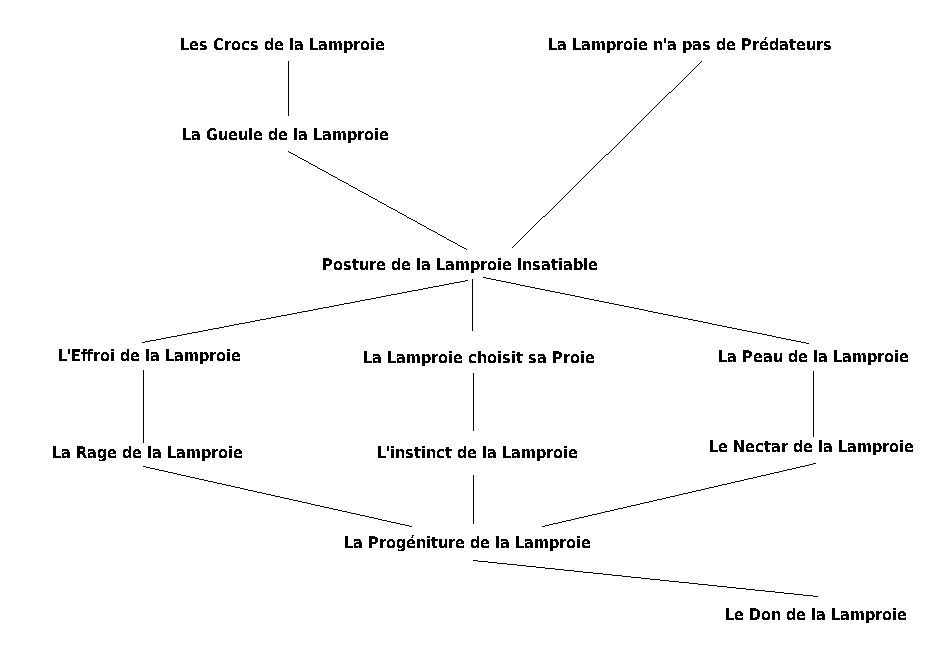 Les Crocs de la Lamproie
La Lamproie n'a pas de Prédateurs
La Gueule de la Lamproie
Posture de la Lamproie Insatiable
L'Effroi de la Lamproie
La Lamproie choisit sa Proie
La Peau de la Lamproie
La Rage de la Lamproie
L'instinct de la Lamproie
Le Nectar de la Lamproie
La Progéniture de la Lamproie
Le Don de la Lamproie